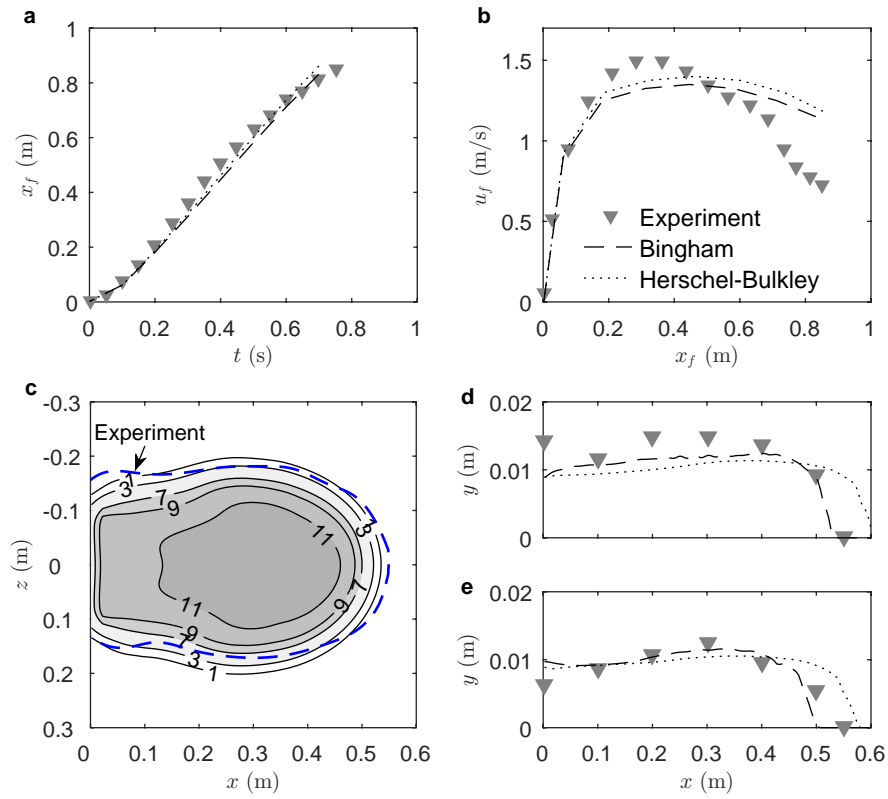 a
1
0.8
0.6
0.4
0.2
0
x_f (m)
0 0.2 0.4 0.6 0.8 1
t (s)
b
1.5
1
0.5
0
u_f (m/s)
Experiment
Bingham
Herschel-Bulkley
0 0.2 0.4 0.6 0.8 1
x_f (m)
c
-0.3
-0.2
-0.1
0
0.1
0.2
0.3
z (m)
Experiment
1
3
7
9
11
3
11
7
9
11
9
7
3
1
0 0.1 0.2 0.3 0.4 0.5 0.6
x (m)
d
0.02
0.01
0
y (m)
e
0.02
0.01
0
y (m)
0 0.1 0.2 0.3 0.4 0.5 0.6
x (m)